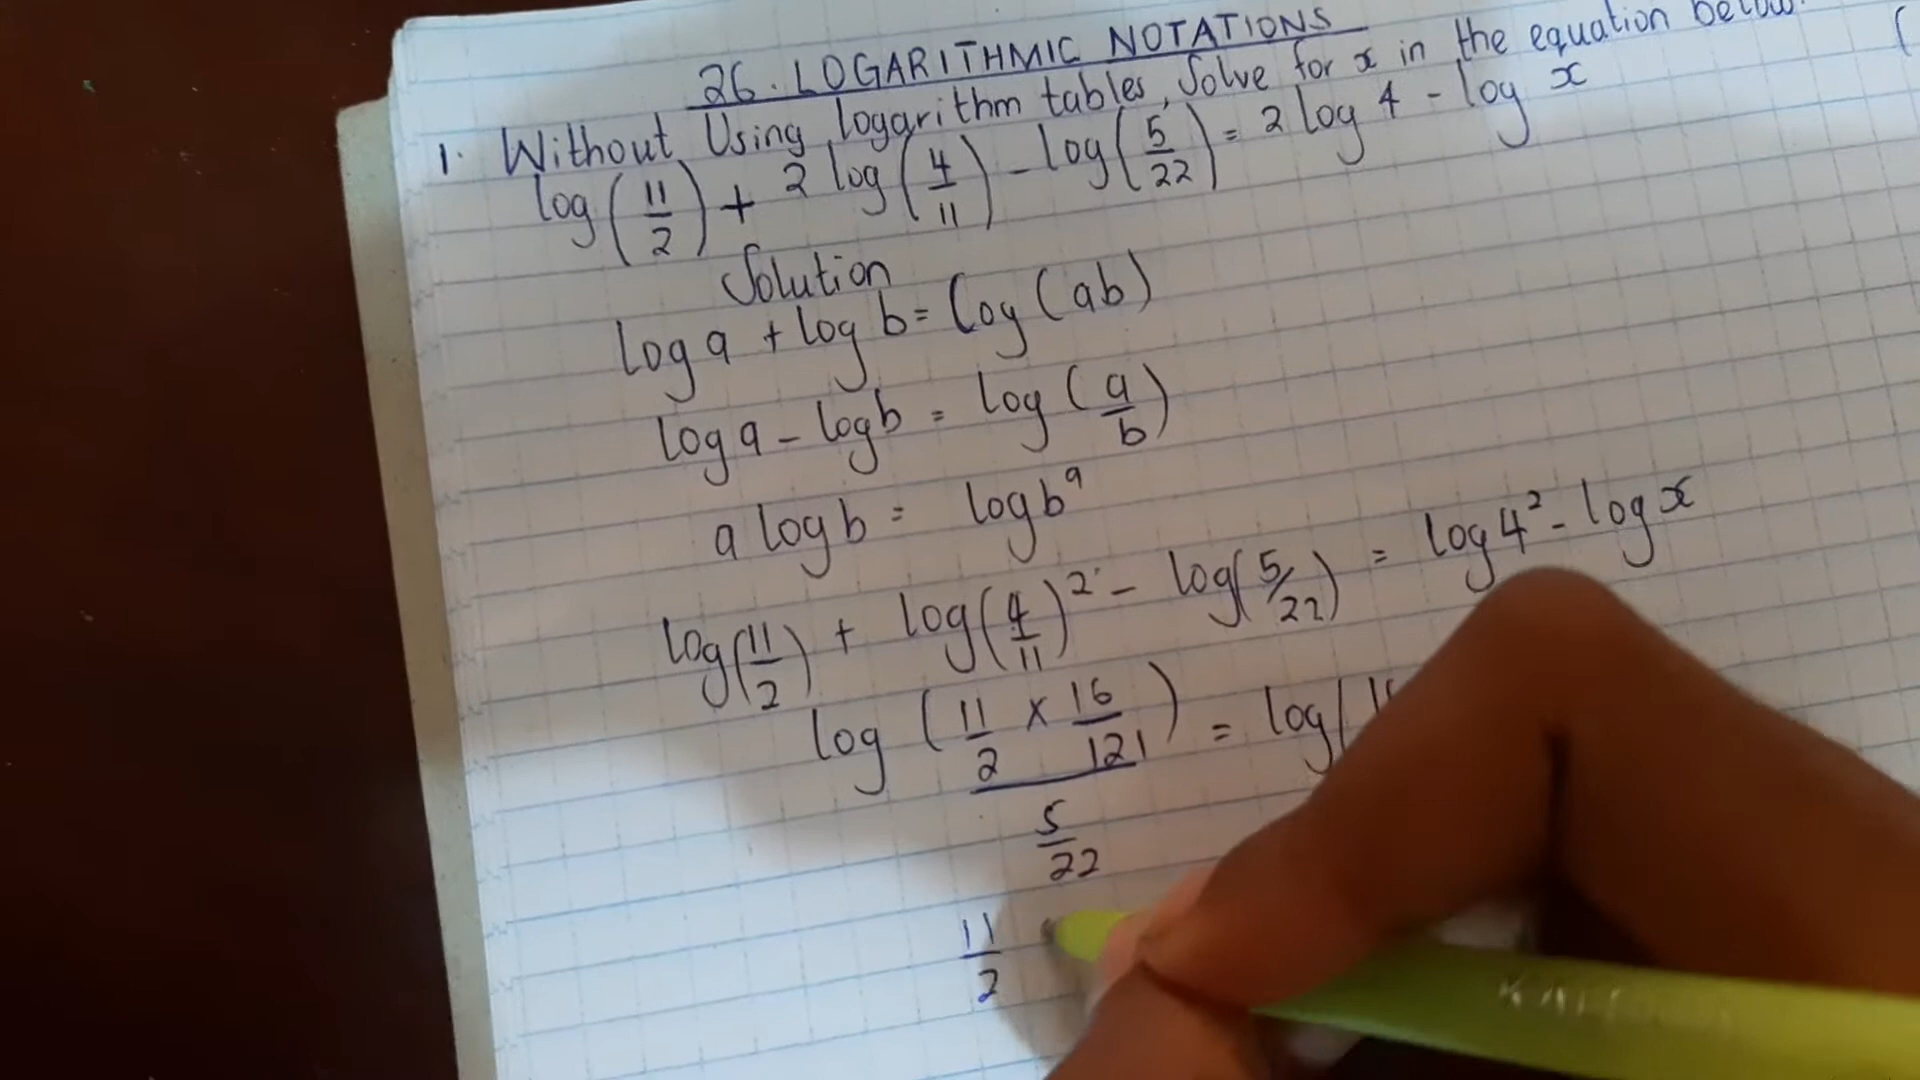 26. LOGARITHMIC NOTATIONS
1. Without Using logarithm tables, Solve for x in the equation below.
log(11/2) + 2 log(4/11) - log(5/22) = 2 log 4 - log x
Solution
log a + log b = log (ab)
log a - log b = log (a/b)
a log b = log b^a
log(11/2) + log(4/11)^2 - log(5/22) = log 4^2 - log x
log (11/2 x 16/121) = log(
5/22
11/2